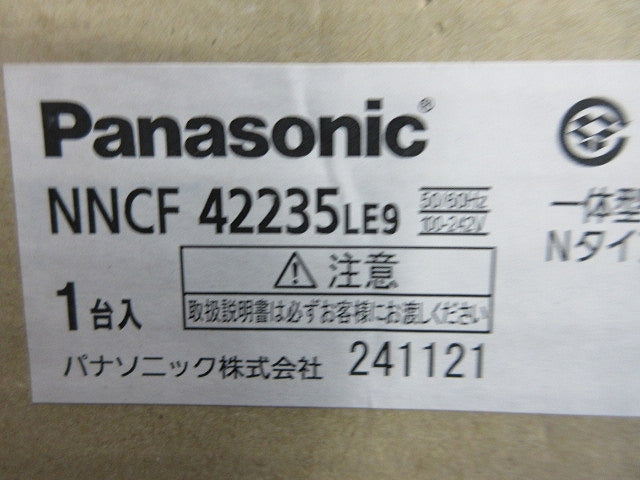 Panasonic®
NNCF 42235LE9
50/60Hz
100-242V
一体型
Nタイ
⚠注意
取扱説明書は必ずお客様にお渡しください
1台入
パナソニック株式会社 241121